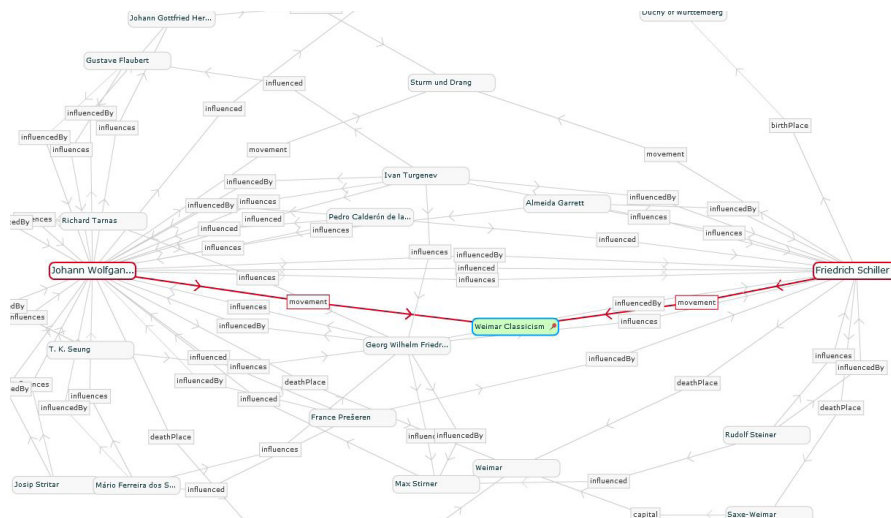 Johann Gottfried Her...
Duchy of Württemberg
Gustave Flaubert
influenced
Sturm und Drang
influencedBy
influenced
influences
birthPlace
influencedBy
influences
movement
movement
Ivan Turgenev
influencedBy
influencedBy
influences
Almeida Garrett
influencedBy
influences
Richard Tarnas
influenced
Pedro Calderón de la...
influences
influences
influenced
influences
influences
influencedBy
Johann Wolfgan...
influenced
Friedrich Schiller
influences
influences
movement
influencedBy
movement
influences
Weimar Classicism
influences
influencedBy
T. K. Seung
Georg Wilhelm Friedr...
influenced
influencedBy
influences
influencedBy
influencedBy
deathPlace
deathPlace
influences
influenced
influencedBy
deathPlace
France Prešeren
Rudolf Steiner
deathPlace
influencedBy
influences
Weimar
Josip Stritar
Mário Ferreira dos S...
influenced
Max Stirner
influenced
capital
Saxe-Weimar